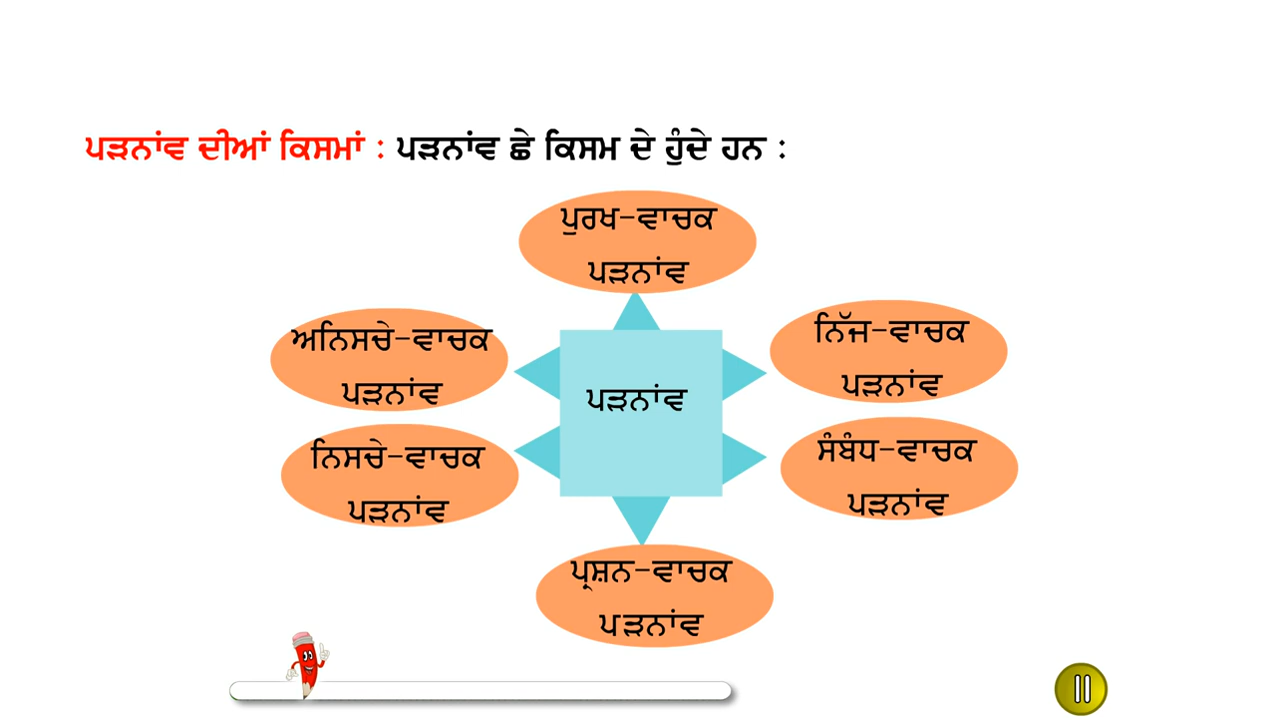 ਪੜਨਾਂਵ ਦੀਆਂ ਕਿਸਮਾਂ : ਪੜਨਾਂਵ ਛੇ ਕਿਸਮ ਦੇ ਹੁੰਦੇ ਹਨ :
ਪੁਰਖ-ਵਾਚਕ
ਪੜਨਾਂਵ
ਅਨਿਸਚੇ-ਵਾਚਕ
ਪੜਨਾਂਵ
ਨਿੱਜ-ਵਾਚਕ
ਪੜਨਾਂਵ
ਪੜਨਾਂਵ
ਨਿਸਚੇ-ਵਾਚਕ
ਪੜਨਾਂਵ
ਸੰਬੰਧ-ਵਾਚਕ
ਪੜਨਾਂਵ
ਪ੍ਰਸ਼ਨ-ਵਾਚਕ
ਪੜਨਾਂਵ